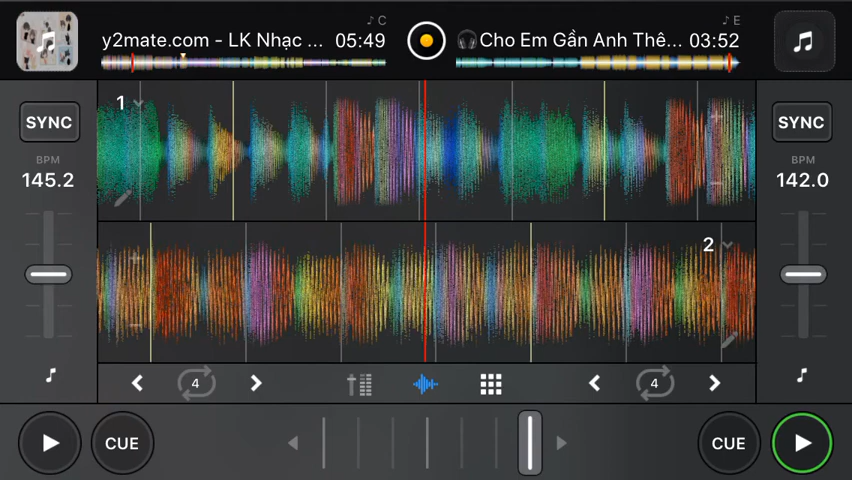 ♪ C
y2mate.com - LK Nhạc ... 05:49
♪ E
Cho Em Gần Anh Thê... 03:52
SYNC
BPM
145.2
1
2
SYNC
BPM
142.0
4
4
CUE
CUE